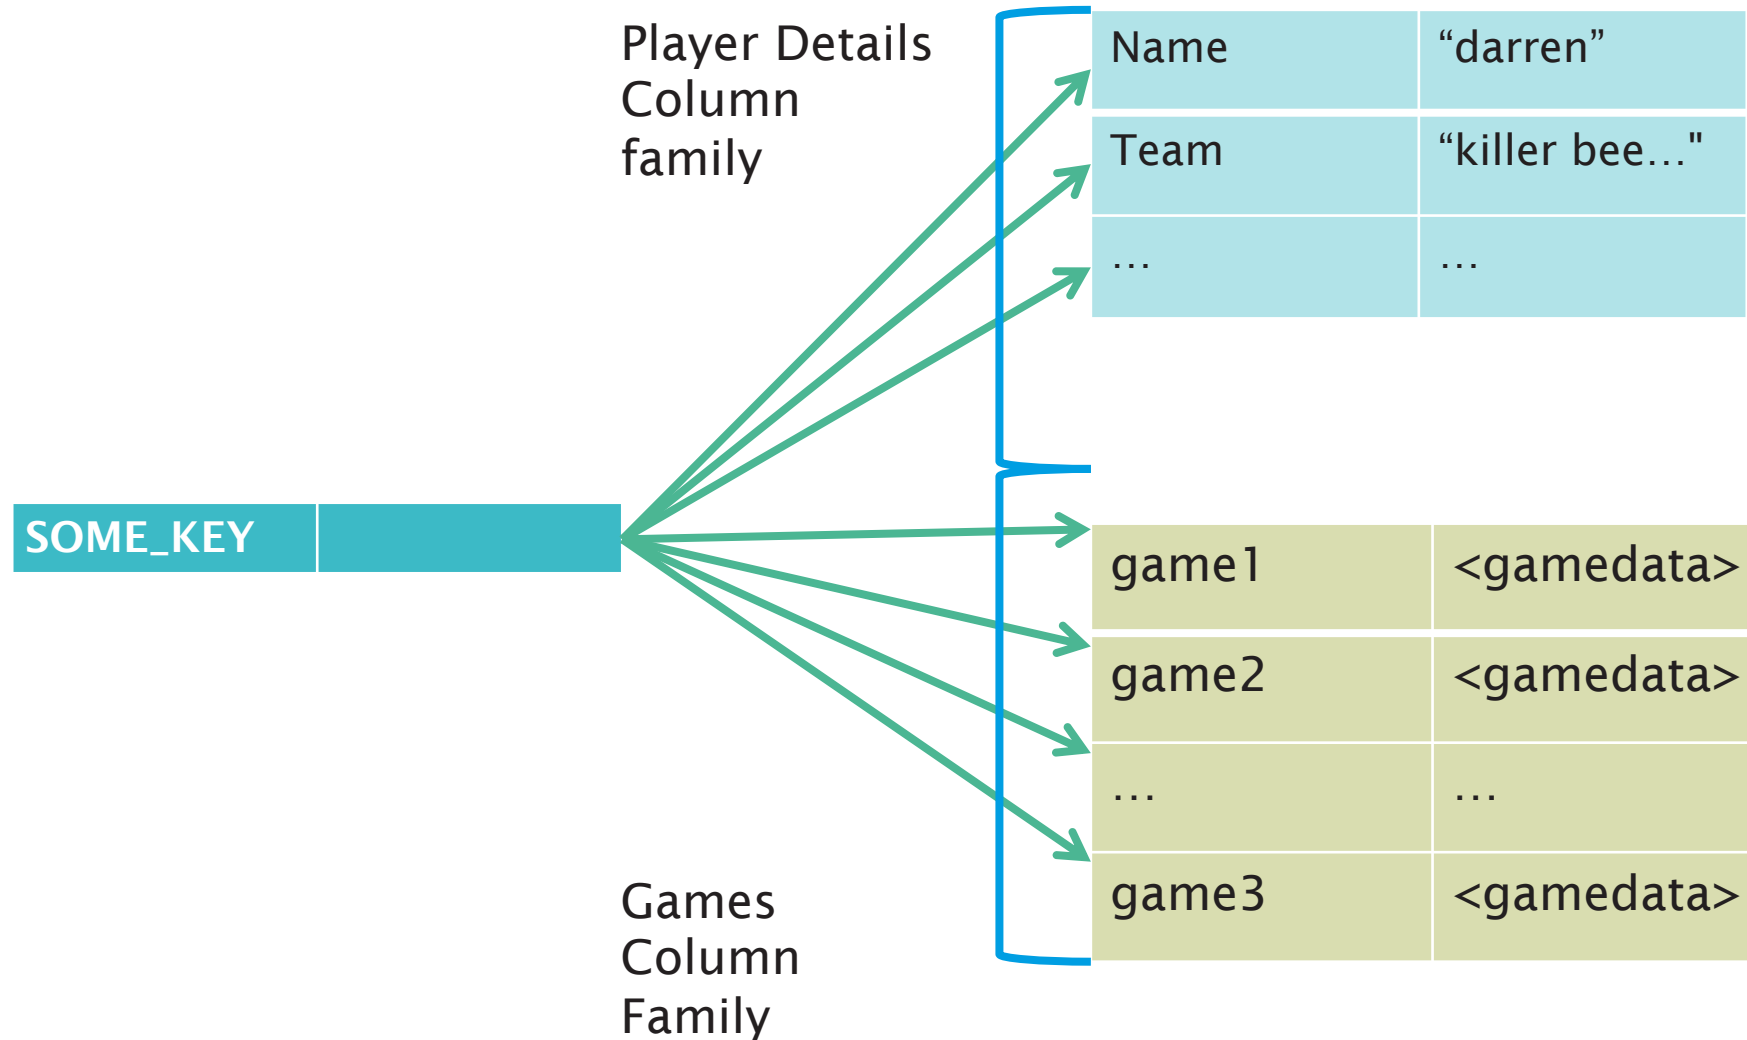 Player Details
Column
family
Name “darren”
Team “killer bee…"
… …
SOME_KEY
game1 <gamedata>
game2 <gamedata>
… …
game3 <gamedata>
Games
Column
Family